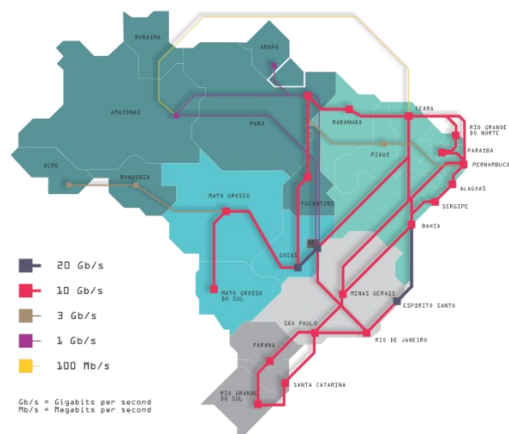 RORAIMA
AMAPA
AMAZONAS
PARA
MARANHAO
CEARA
RIO GRANDE
DO NORTE
PARAIBA
PIAUI
PERNAMBUCO
ACRE
RONDONIA
ALAGOAS
MATO GROSSO
TOCANTINS
SERGIPE
BAHIA
GOIAS
MATO GROSSO
DO SUL
MINAS GERAIS
ESPIRITO SANTO
SAO PAULO
RIO DE JANEIRO
PARANA
SANTA CATARINA
RIO GRANDE
DO SUL
20 Gb/s
10 Gb/s
3 Gb/s
1 Gb/s
100 Mb/s
Gb/s = Gigabits per second
Mb/s = Megabits per second